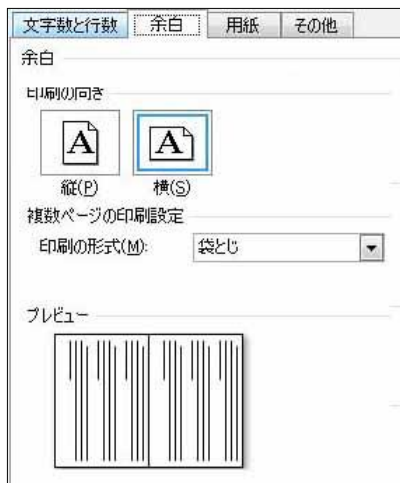 文字数と行数 余白 用紙 その他
余白
印刷の向き
A A
縦(P) 横(S)
複数ページの印刷設定
印刷の形式(M): 袋とじ
プレビュー